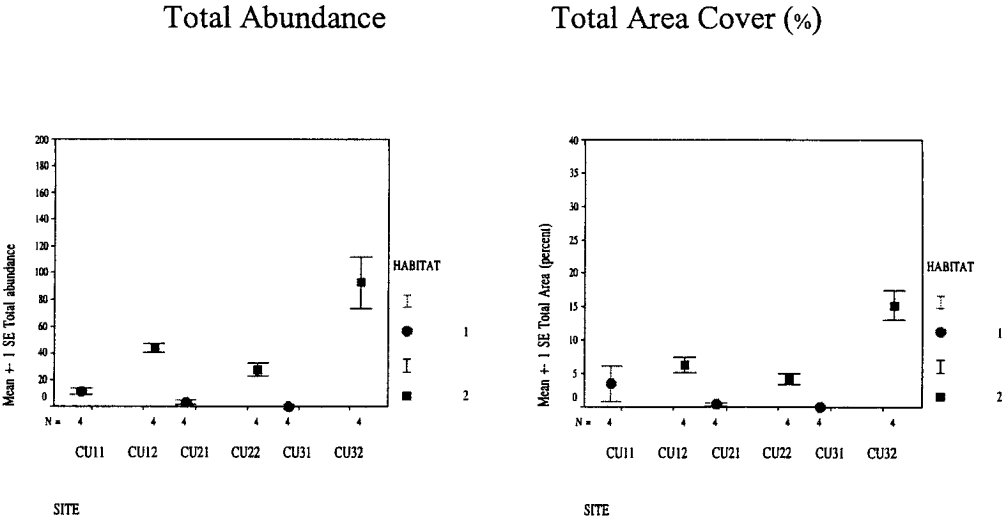 Total Abundance
Total Area Cover (%)
Mean +- 1 SE Total abundance
200
180
160
140
120
100
80
60
40
20
0
N = 4 4 4 4 4 4
CU11 CU12 CU21 CU22 CU31 CU32
SITE
HABITAT
1
2
Mean +- 1 SE Total Area (percent)
40
35
30
25
20
15
10
5
0
N = 4 4 4 4 4 4
CU11 CU12 CU21 CU22 CU31 CU32
SITE
HABITAT
1
2